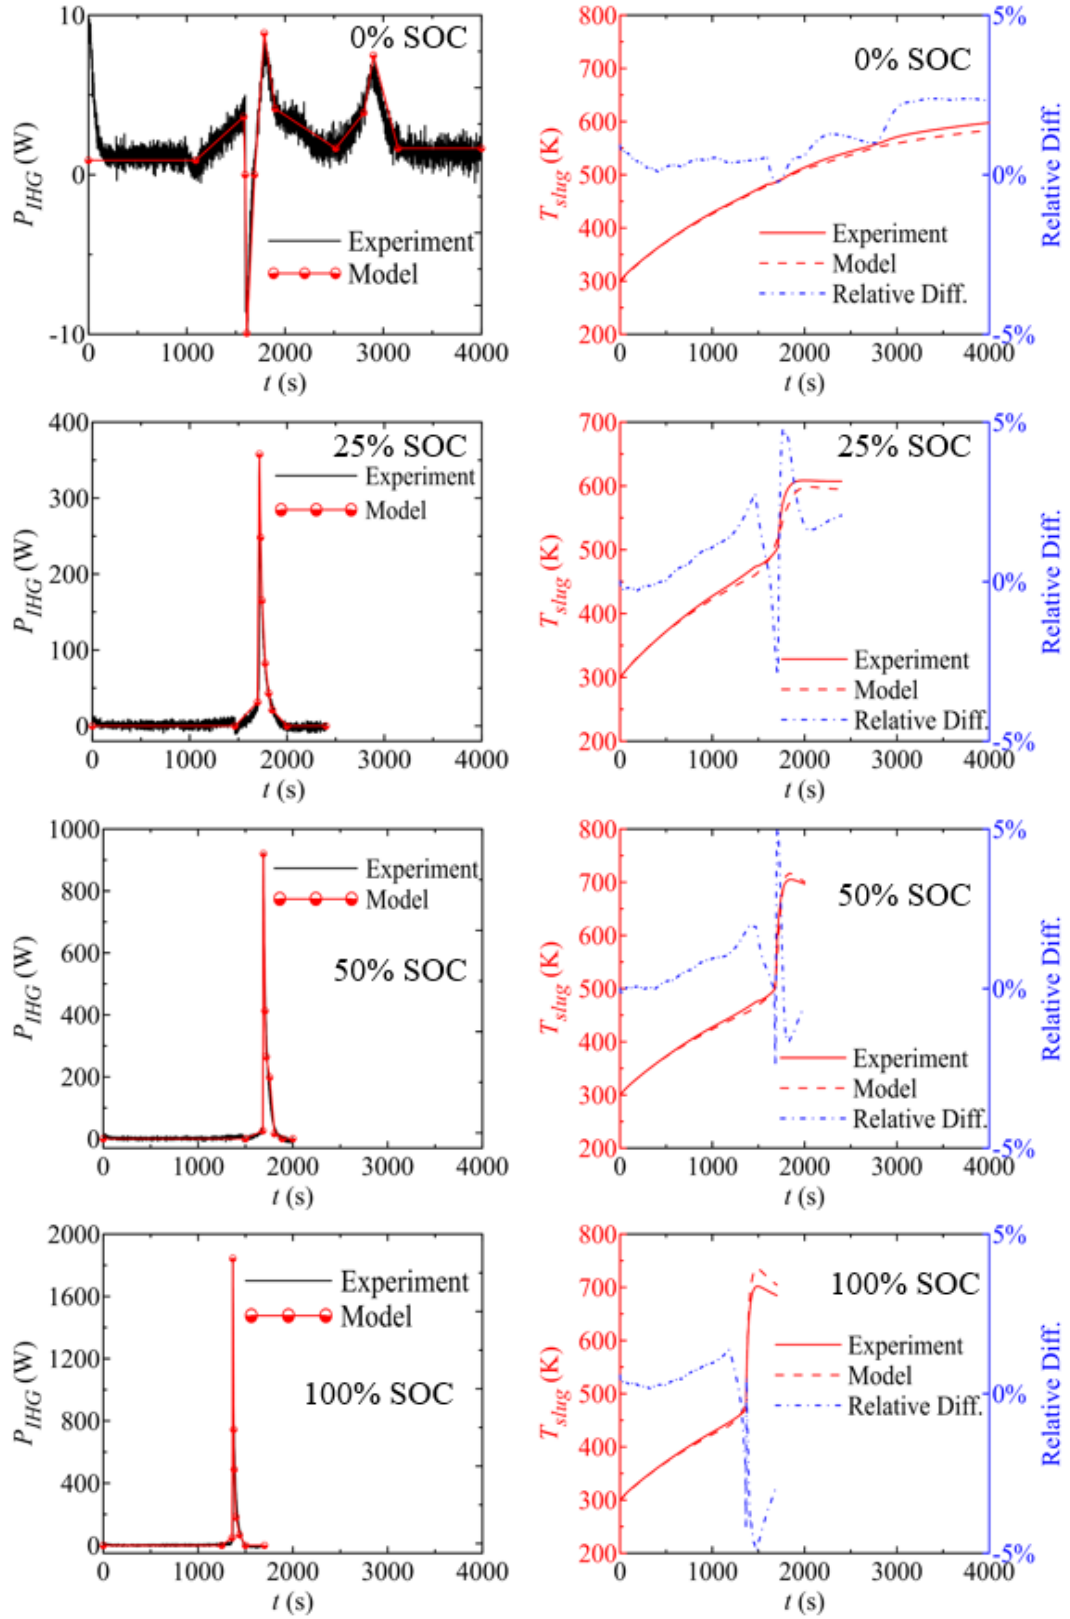 10
0
-10
P_IHG (W)
0% SOC
Experiment
Model
0 1000 2000 3000 4000
t (s)
800
700
600
500
400
300
200
T_slug (K)
0% SOC
Experiment
Model
Relative Diff.
5%
0%
-5%
Relative Diff.
0 1000 2000 3000 4000
t (s)
400
300
200
100
0
P_IHG (W)
25% SOC
Experiment
Model
0 1000 2000 3000 4000
t (s)
700
600
500
400
300
200
T_slug (K)
25% SOC
Experiment
Model
Relative Diff.
5%
0%
-5%
Relative Diff.
0 1000 2000 3000 4000
t (s)
1000
800
600
400
200
0
P_IHG (W)
Experiment
Model
50% SOC
0 1000 2000 3000 4000
t (s)
800
700
600
500
400
300
200
T_slug (K)
50% SOC
Experiment
Model
Relative Diff.
5%
0%
-5%
Relative Diff.
0 1000 2000 3000 4000
t (s)
2000
1600
1200
800
400
0
P_IHG (W)
Experiment
Model
100% SOC
0 1000 2000 3000 4000
t (s)
800
700
600
500
400
300
200
T_slug (K)
100% SOC
Experiment
Model
Relative Diff.
5%
0%
-5%
Relative Diff.
0 1000 2000 3000 4000
t (s)